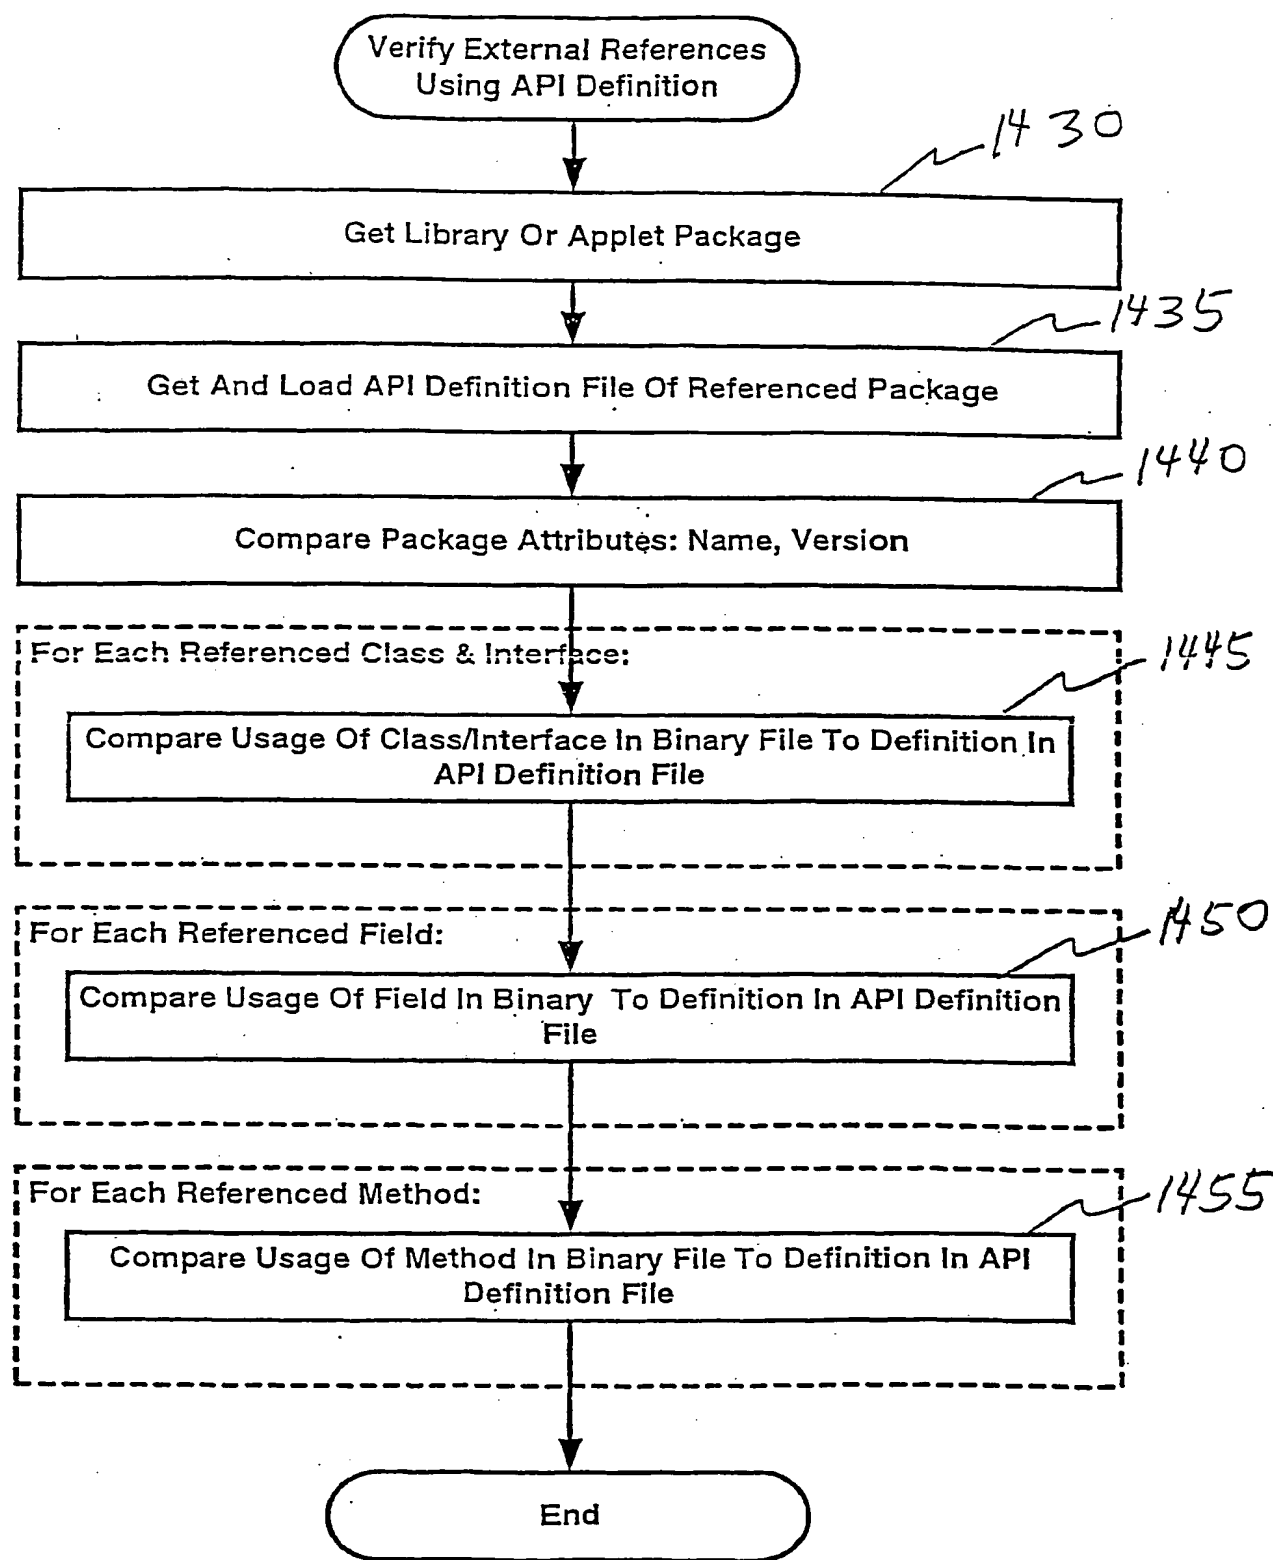 Verify External References
Using API Definition
1430
Get Library Or Applet Package
1435
Get And Load API Definition File Of Referenced Package
1440
Compare Package Attributes: Name, Version
For Each Referenced Class & Interface:
1445
Compare Usage Of Class/Interface In Binary File To Definition In
API Definition File
For Each Referenced Field:
1450
Compare Usage Of Field In Binary To Definition In API Definition
File
For Each Referenced Method:
1455
Compare Usage Of Method In Binary File To Definition In API
Definition File
End